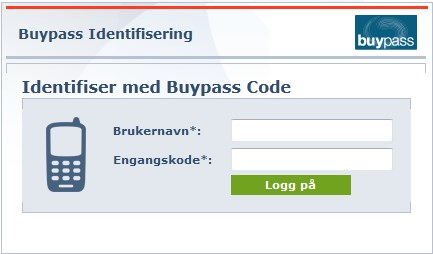 Buypass Identifisering
buypass
Identifiser med Buypass Code
Brukernavn*:
Engangskode*:
Logg på